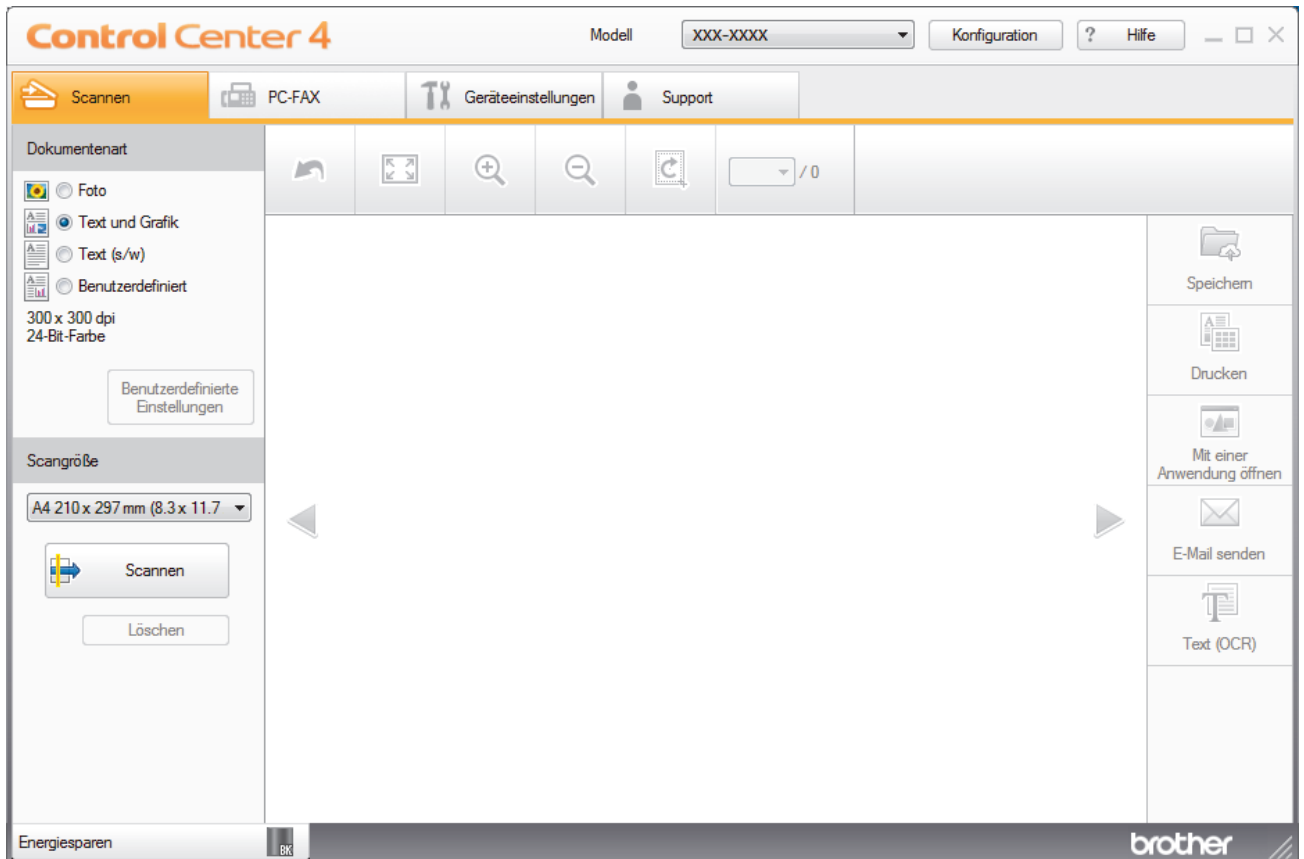 Control Center 4
Modell
XXX-XXXX
Konfiguration
? Hilfe
Scannen
PC-FAX
Geräteeinstellungen
Support
Dokumentenart
Foto
Text und Grafik
Text (s/w)
Benutzerdefiniert
300 x 300 dpi
24-Bit-Farbe
Benutzerdefinierte
Einstellungen
Scangröße
A4 210 x 297 mm (8.3 x 11.7
Scannen
Löschen
/ 0
Speichern
Drucken
Mit einer
Anwendung öffnen
E-Mail senden
Text (OCR)
Energiesparen
BK
brother